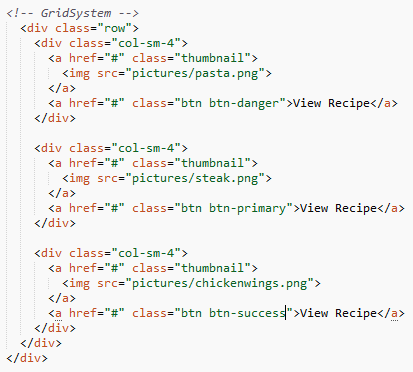 <!-- GridSystem -->
<div class="row">
<div class="col-sm-4">
<a href="#" class="thumbnail">
<img src="pictures/pasta.png">
</a>
<a href="#" class="btn btn-danger">View Recipe</a>
</div>
<div class="col-sm-4">
<a href="#" class="thumbnail">
<img src="pictures/steak.png">
</a>
<a href="#" class="btn btn-primary">View Recipe</a>
</div>
<div class="col-sm-4">
<a href="#" class="thumbnail">
<img src="pictures/chickenwings.png">
</a>
<a href="#" class="btn btn-success">View Recipe</a>
</div>
</div>
</div>